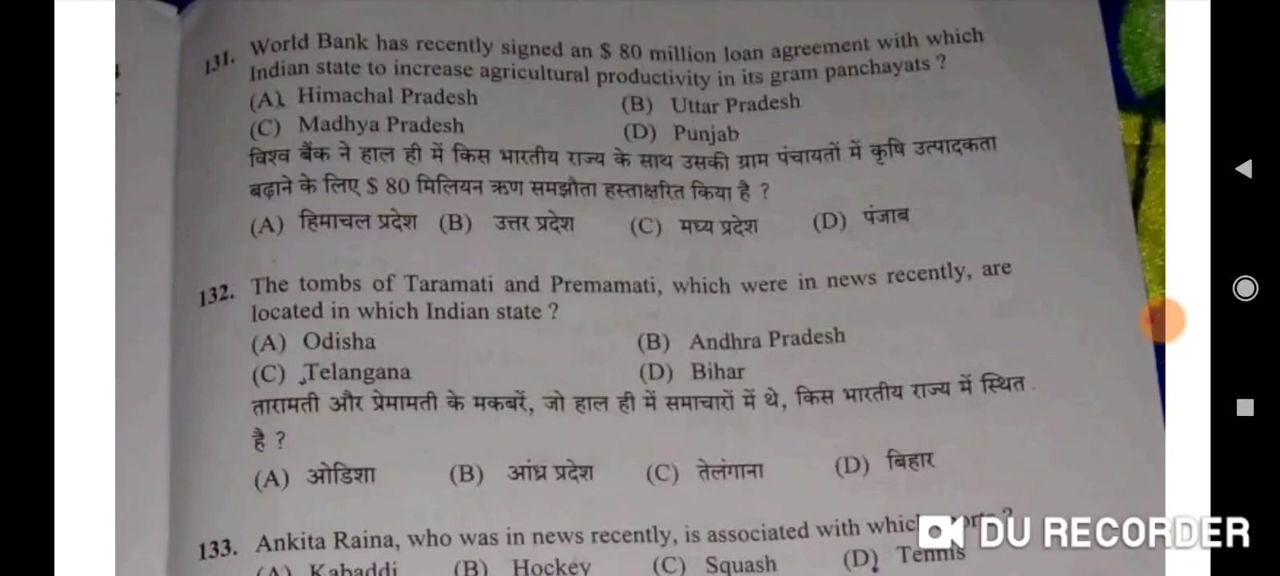 131. World Bank has recently signed an $ 80 million loan agreement with which
Indian state to increase agricultural productivity in its gram panchayats ?
(A) Himachal Pradesh (B) Uttar Pradesh
(C) Madhya Pradesh (D) Punjab
विश्व बैंक ने हाल ही में किस भारतीय राज्य के साथ उसकी ग्राम पंचायतों में कृषि उत्पादकता
बढ़ाने के लिए $ 80 मिलियन ऋण समझौता हस्ताक्षरित किया है ?
(A) हिमाचल प्रदेश (B) उत्तर प्रदेश (C) मध्य प्रदेश (D) पंजाब
132. The tombs of Taramati and Premamati, which were in news recently, are
located in which Indian state ?
(A) Odisha (B) Andhra Pradesh
(C) Telangana (D) Bihar
तारामती और प्रेमामती के मकबरें, जो हाल ही में समाचारों में थे, किस भारतीय राज्य में स्थित
है ?
(A) ओडिशा (B) आंध्र प्रदेश (C) तेलंगाना (D) बिहार
133. Ankita Raina, who was in news recently, is associated with which
DU RECORDER
(A) Kabaddi (B) Hockey (C) Squash (D) Tennis